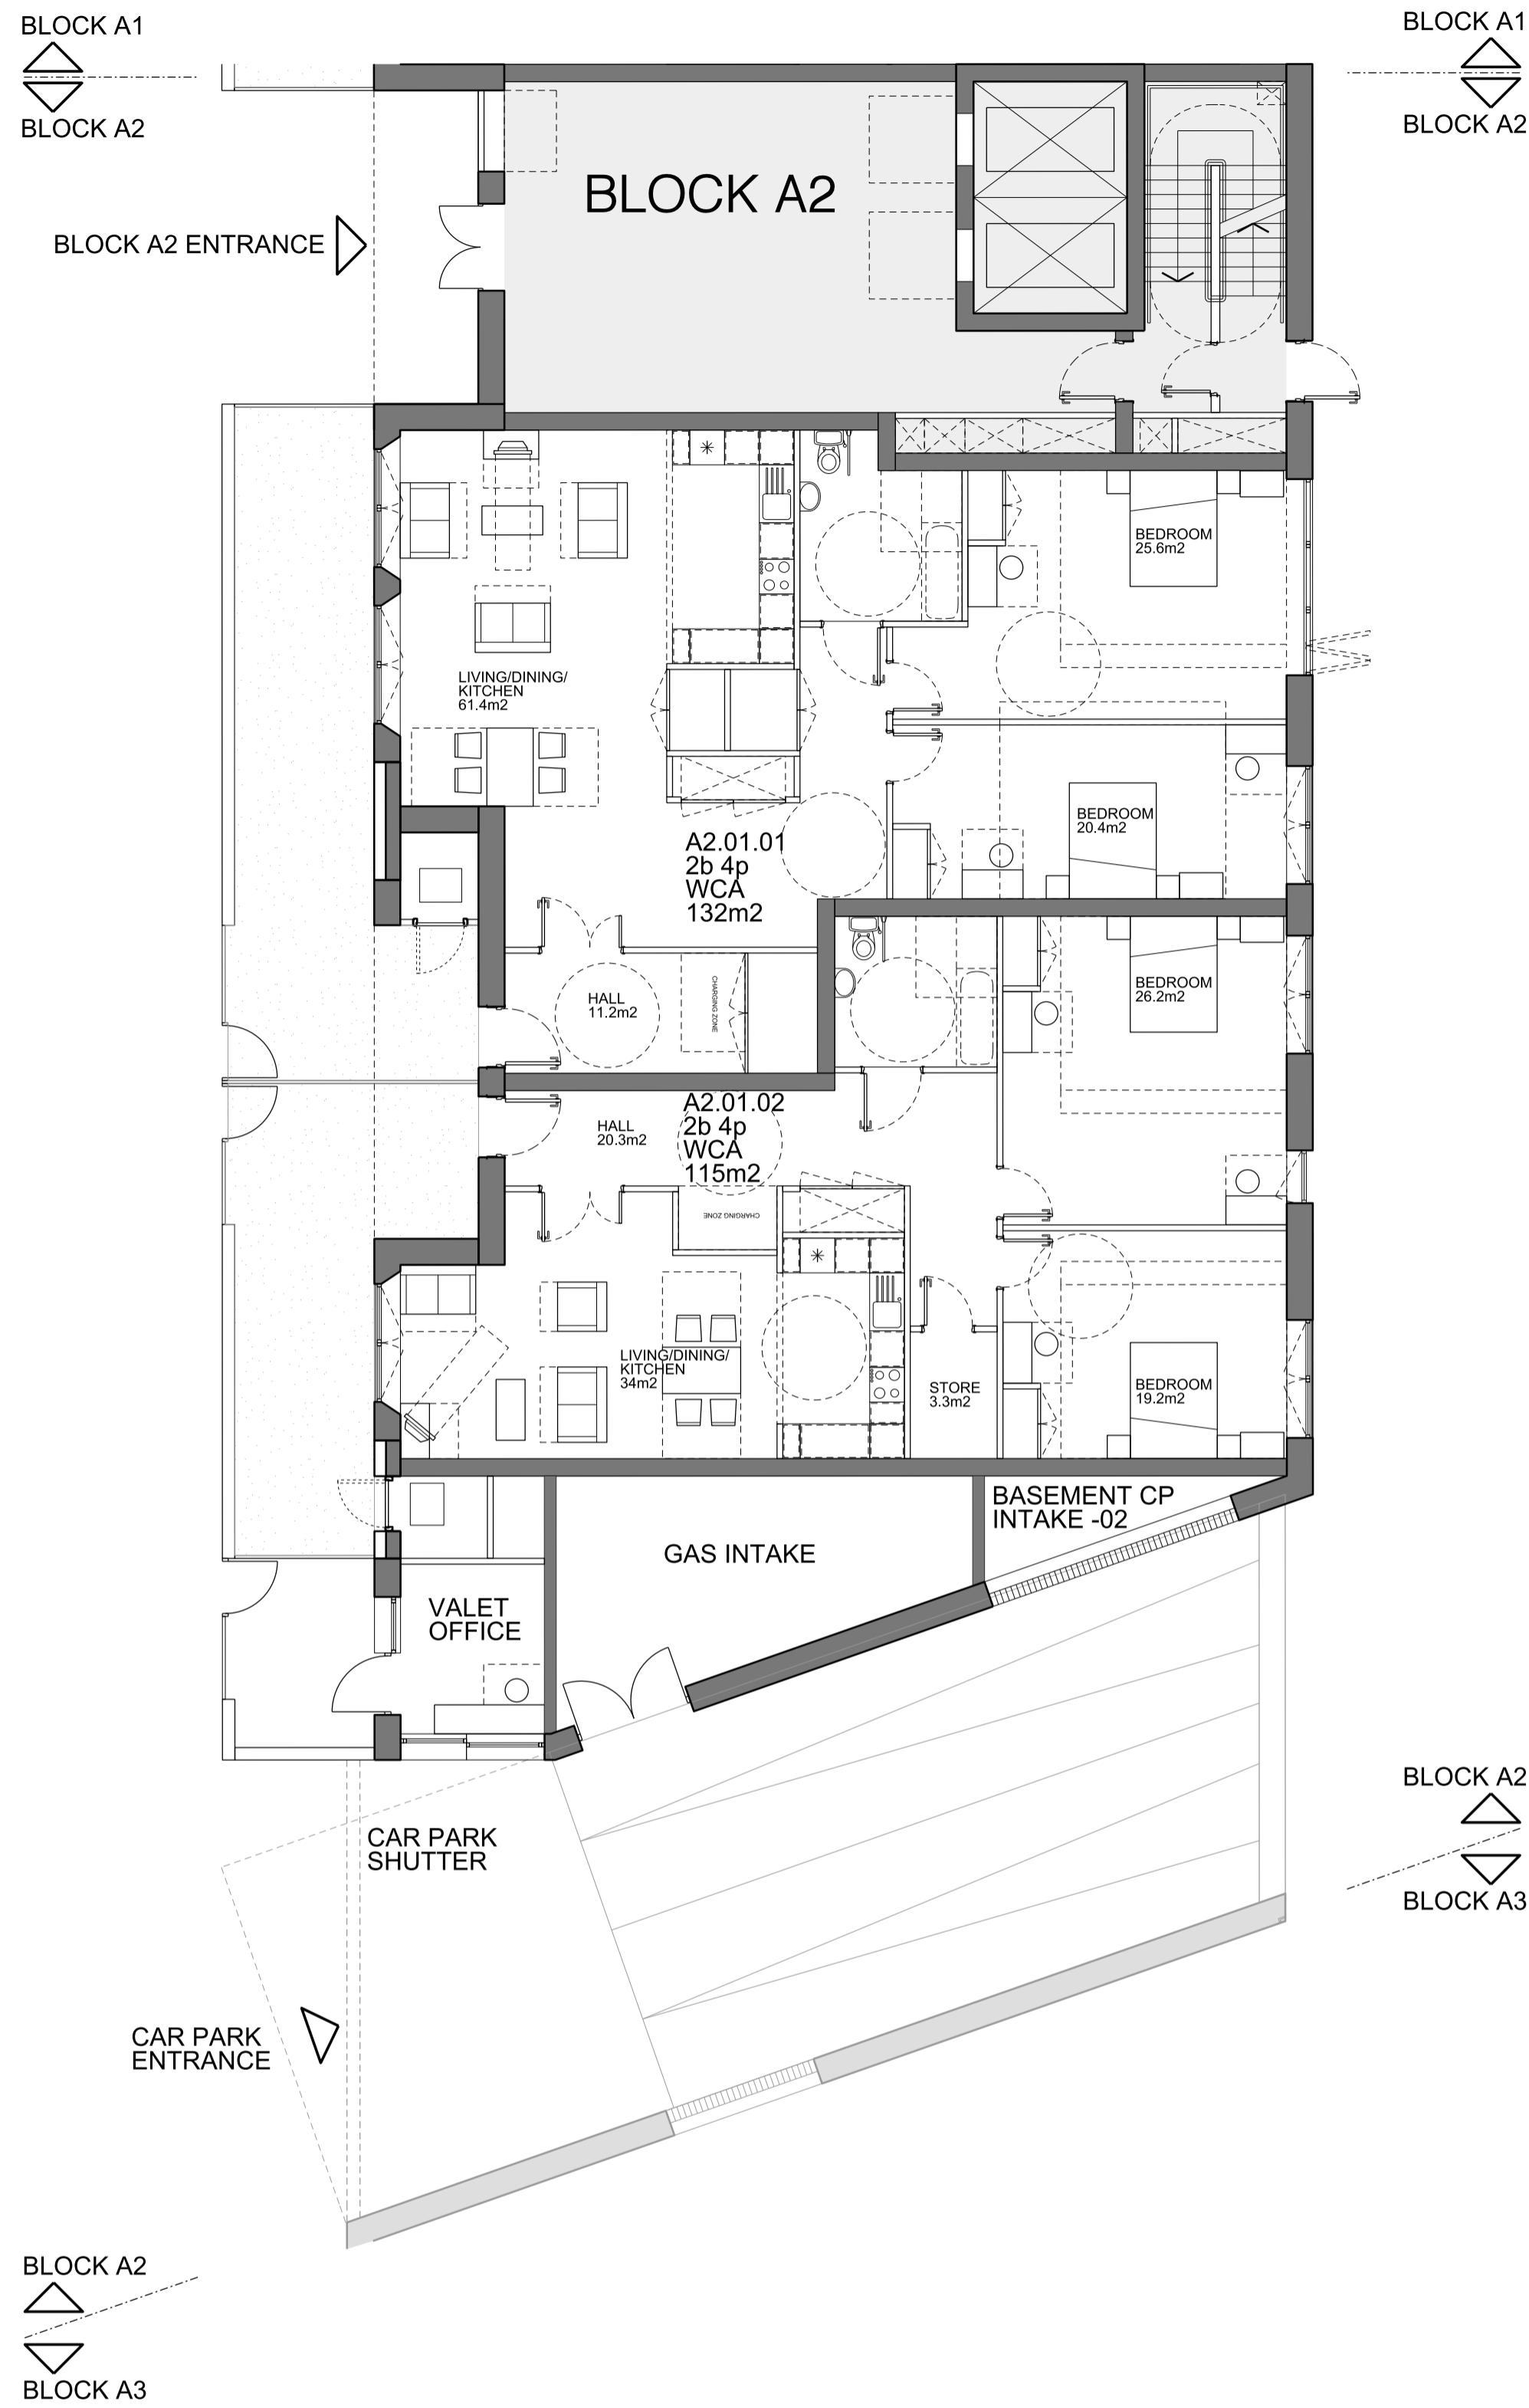 BLOCK A1
BLOCK A2
BLOCK A1
BLOCK A2
BLOCK A2
BLOCK A2 ENTRANCE
BEDROOM
25.6m2
LIVING/DINING/
KITCHEN
61.4m2
BEDROOM
20.4m2
A2.01.01
2b 4p
WCA
132m2
BEDROOM
26.2m2
HALL
11.2m2
CHARGING ZONE
A2.01.02
2b 4p
WCA
115m2
HALL
20.3m2
CHARGING ZONE
LIVING/DINING/
KITCHEN
34m2
STORE
3.3m2
BEDROOM
19.2m2
BASEMENT CP
INTAKE -02
GAS INTAKE
VALET
OFFICE
CAR PARK
SHUTTER
BLOCK A2
BLOCK A3
CAR PARK
ENTRANCE
BLOCK A2
BLOCK A3